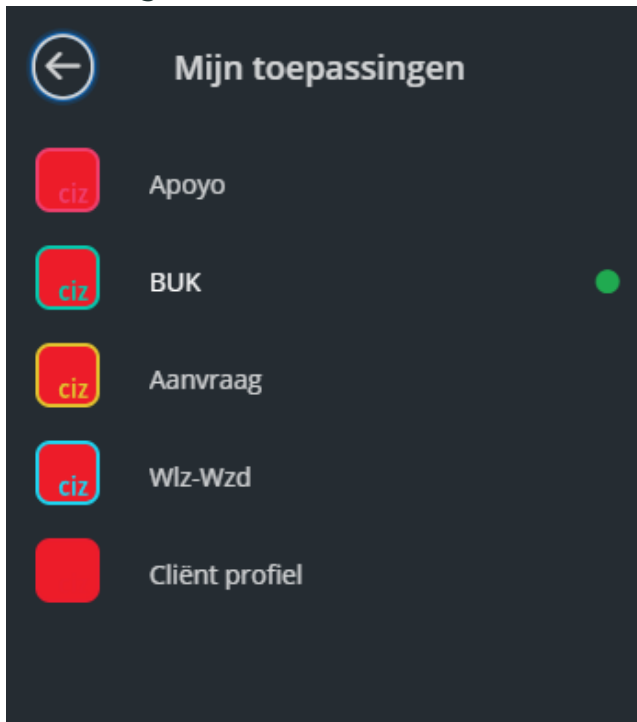 Mijn toepassingen
ciz Apoyo
ciz BUK
ciz Aanvraag
ciz Wlz-Wzd
Cliënt profiel